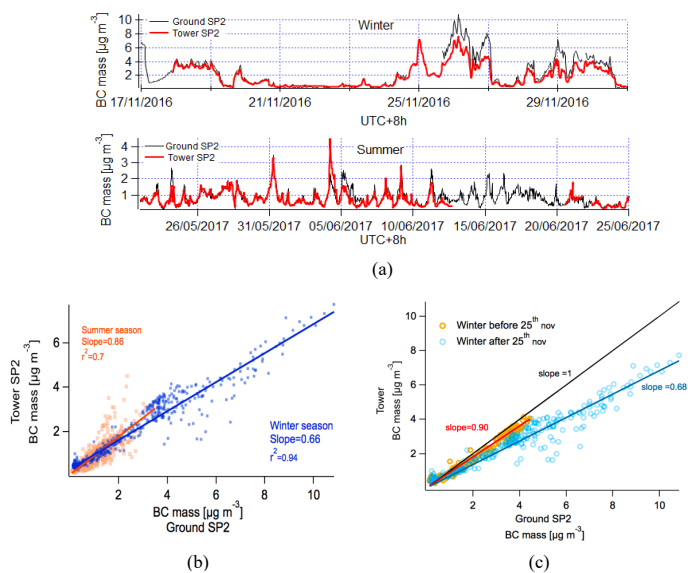 (a)
BC mass [µg m⁻³]
10
8
6
4
2
Ground SP2
Tower SP2
Winter
17/11/2016
21/11/2016
25/11/2016
29/11/2016
UTC+8h
BC mass [µg m⁻³]
4
3
2
1
Ground SP2
Tower SP2
Summer
26/05/2017
31/05/2017
05/06/2017
10/06/2017
15/06/2017
20/06/2017
25/06/2017
UTC+8h
(a)
Tower SP2
BC mass [µg m⁻³]
6
4
2
Summer season
Slope=0.86
r²=0.7
Winter season
Slope=0.66
r²=0.94
2
4
6
8
10
BC mass [µg m⁻³]
Ground SP2
(b)
Tower
BC mass [µg m⁻³]
10
8
6
4
2
Winter before 25th nov
Winter after 25th nov
slope =1
slope =0.68
slope=0.90
2
4
6
8
10
Ground SP2
BC mass [µg m⁻³]
(c)